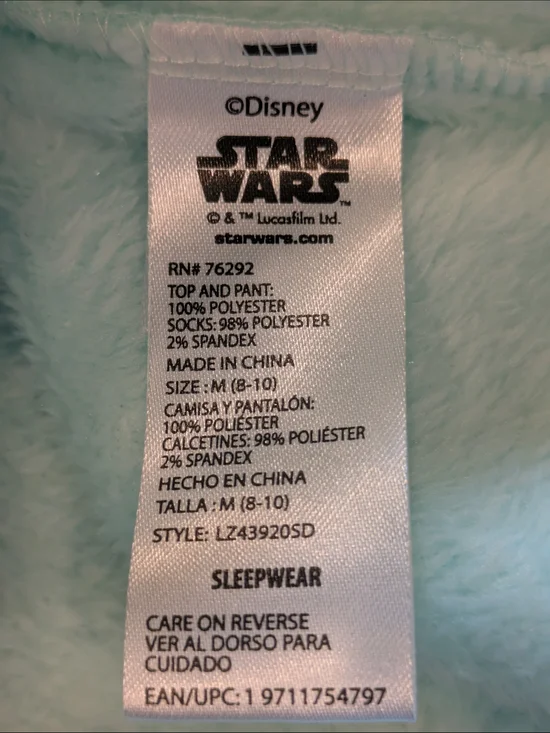 ©Disney
STAR
WARS™
© & ™ Lucasfilm Ltd.
starwars.com
RN# 76292
TOP AND PANT:
100% POLYESTER
SOCKS: 98% POLYESTER
2% SPANDEX
MADE IN CHINA
SIZE : M (8-10)
CAMISA Y PANTALÓN:
100% POLIÉSTER
CALCETINES: 98% POLIÉSTER
2% SPANDEX
HECHO EN CHINA
TALLA : M (8-10)
STYLE: LZ43920SD
SLEEPWEAR
CARE ON REVERSE
VER AL DORSO PARA
CUIDADO
EAN/UPC: 1 9711754797